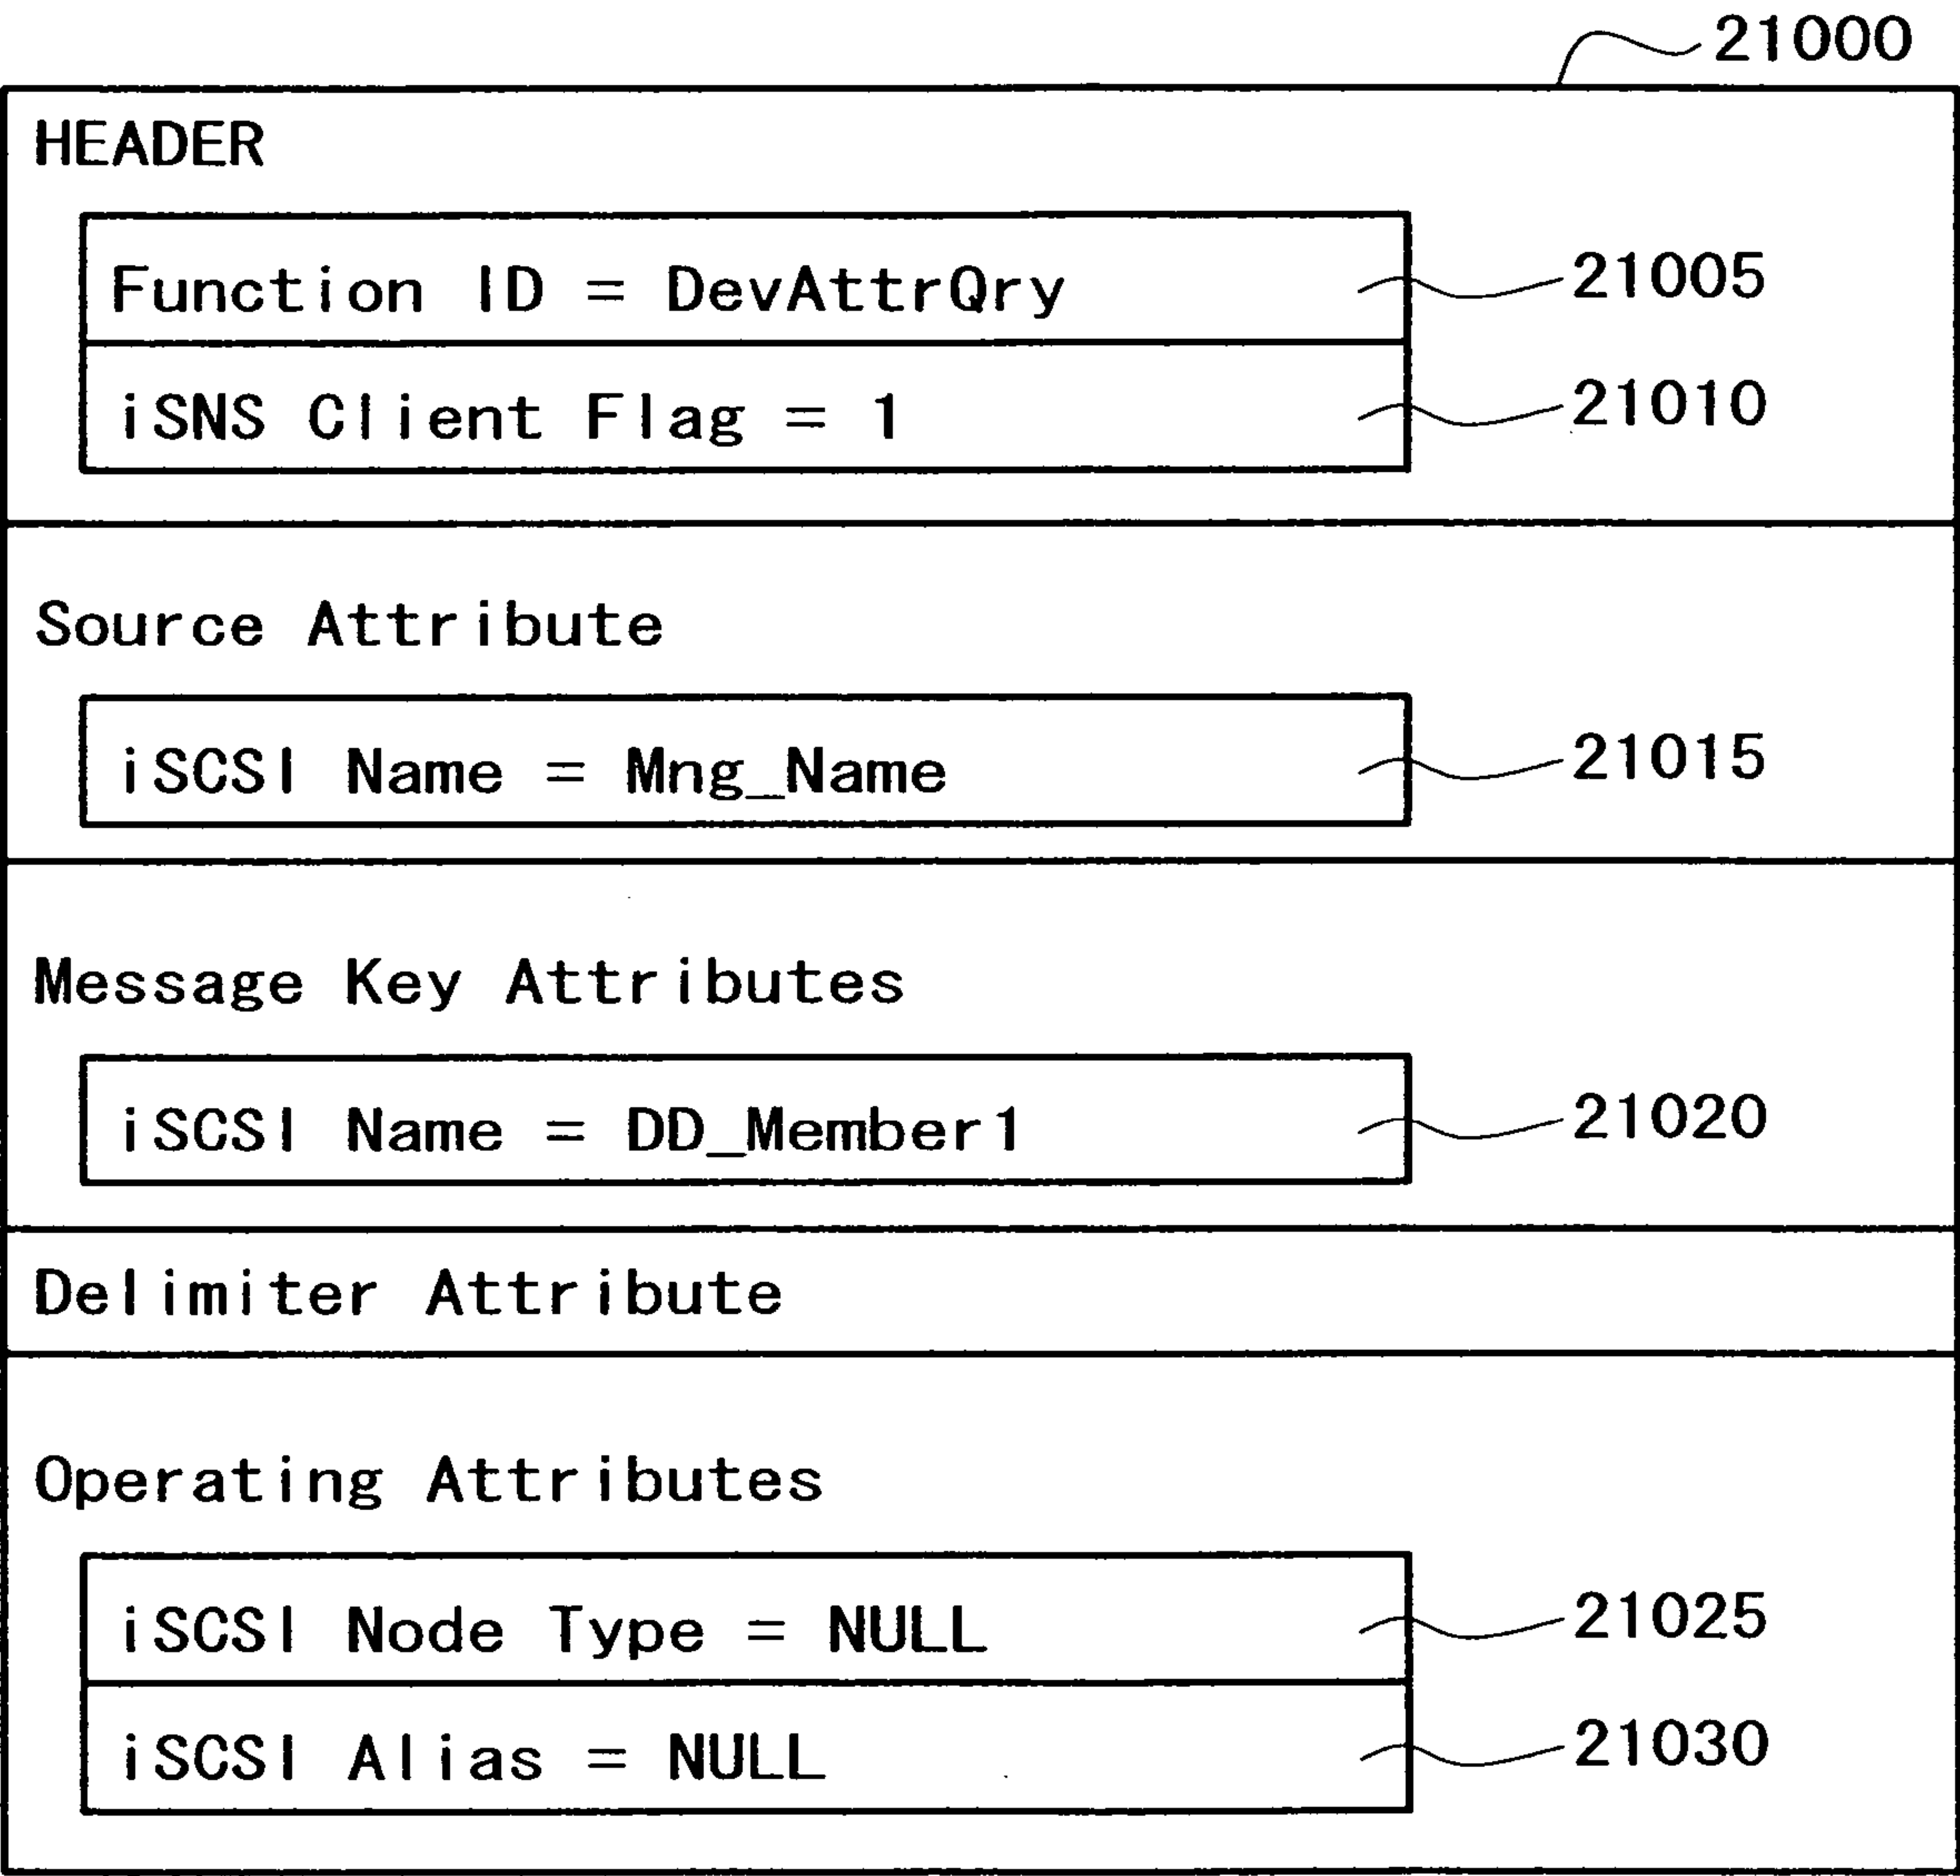 21000
HEADER
Function ID = DevAttrQry
21005
iSNS Client Flag = 1
21010
Source Attribute
iSCSI Name = Mng_Name
21015
Message Key Attributes
iSCSI Name = DD_Member1
21020
Delimiter Attribute
Operating Attributes
iSCSI Node Type = NULL
21025
iSCSI Alias = NULL
21030